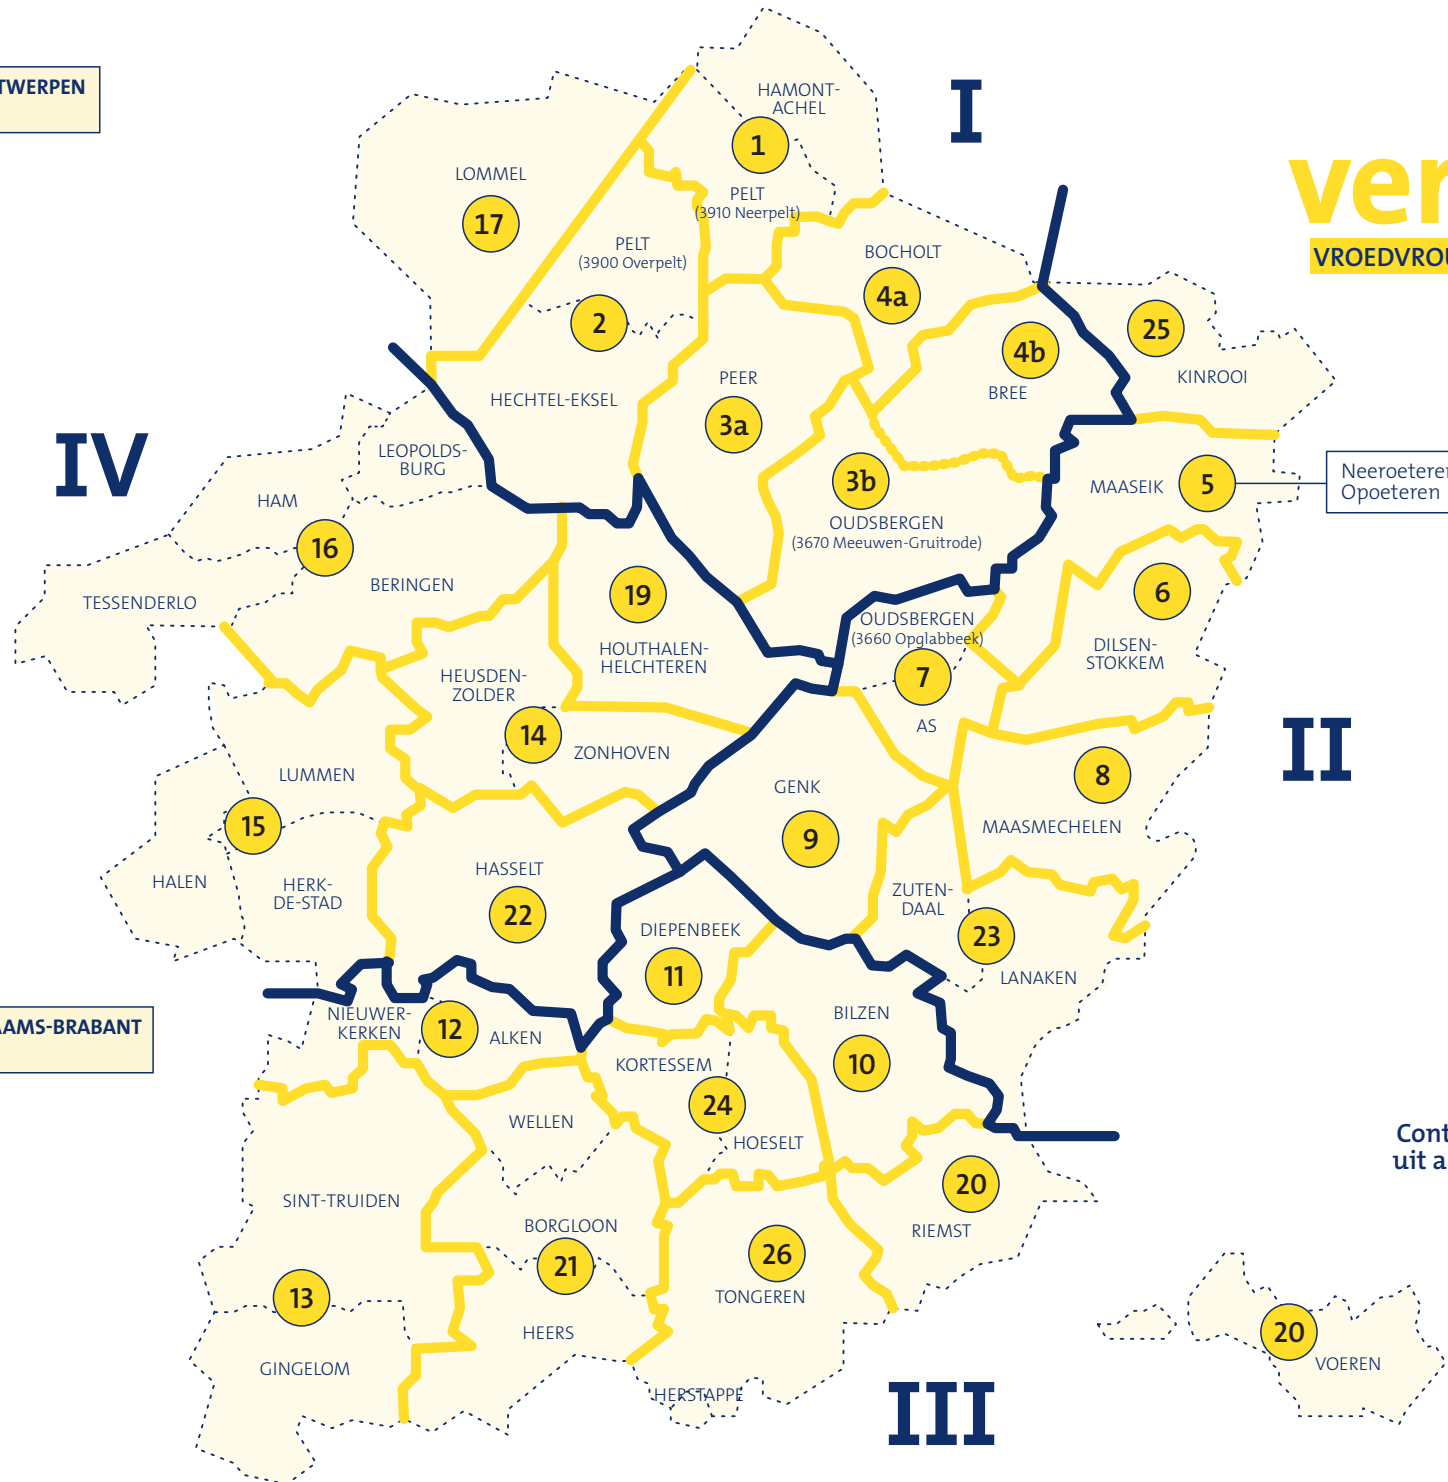 TWERPEN
I
HAMONT-
ACHEL
1
PELT
(3910 Neerpelt)
ver
VROEDVROU
LOMMEL
17
PELT
(3900 Overpelt)
2
BOCHOLT
4a
25
KINROOI
4b
BREE
PEER
3a
HECHTEL-EKSEL
IV
LEOPOLDS-
BURG
HAM
16
BERINGEN
TESSENDERLO
3b
OUDSBERGEN
(3670 Meeuwen-Gruitrode)
MAASEIK
5
Neeroeteren
Opoeteren
6
DILSEN-
STOKKEM
19
HOUTHALEN-
HELCHTEREN
OUDSBERGEN
(3660 Opglabbeek)
7
AS
HEUSDEN-
ZOLDER
14
ZONHOVEN
II
LUMMEN
15
GENK
9
8
MAASMECHELEN
HALEN
HERK-
DE-STAD
HASSELT
22
DIEPENBEEK
11
ZUTEN-
DAAL
23
LANAKEN
AAMS-BRABANT
NIEUWER-
KERKEN
12
ALKEN
BILZEN
10
KORTESSEM
24
HOESELT
WELLEN
Cont
uit a
20
RIEMST
SINT-TRUIDEN
13
BORGLOON
21
26
TONGEREN
HEERS
GINGELOM
HERSTAPPE
III
20
VOEREN